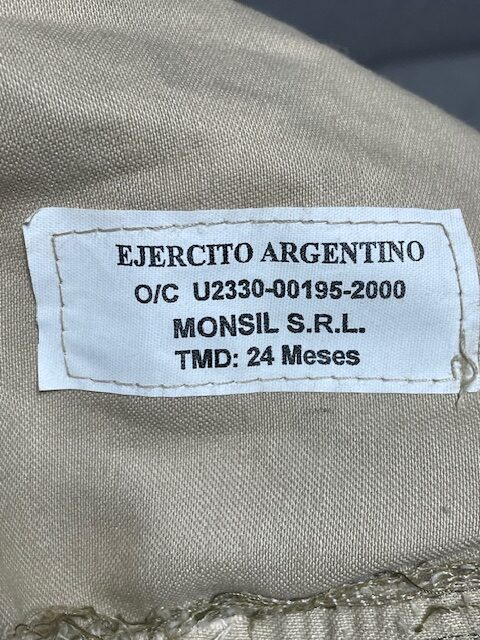 EJERCITO ARGENTINO
O/C U2330-00195-2000
MONSIL S.R.L.
TMD: 24 Meses